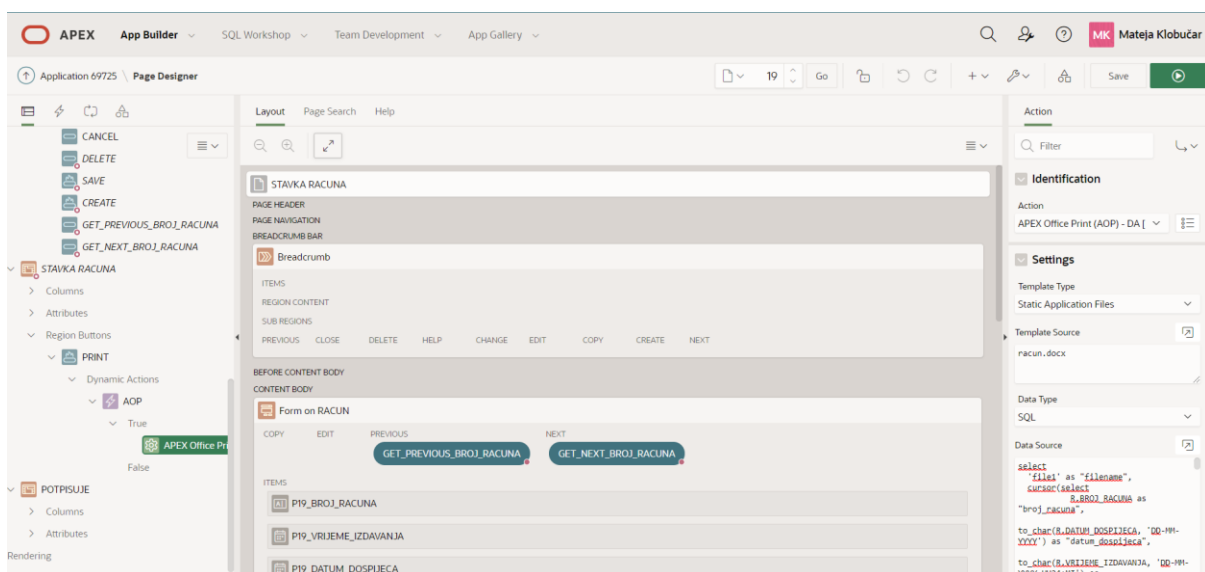 APEX App Builder SQL Workshop Team Development App Gallery MK Mateja Klobučar
Application 69725 \ Page Designer 19 Go Save
CANCEL
DELETE
SAVE
CREATE
GET_PREVIOUS_BROJ_RACUNA
GET_NEXT_BROJ_RACUNA
STAVKA RACUNA
Columns
Attributes
Region Buttons
PRINT
Dynamic Actions
AOP
True
APEX Office Pri
False
POTPISUJE
Columns
Attributes
Rendering
Layout Page Search Help
STAVKA RACUNA
PAGE HEADER
PAGE NAVIGATION
BREADCRUMB BAR
Breadcrumb
ITEMS
REGION CONTENT
SUB REGIONS
PREVIOUS CLOSE DELETE HELP CHANGE EDIT COPY CREATE NEXT
BEFORE CONTENT BODY
CONTENT BODY
Form on RACUN
COPY EDIT PREVIOUS NEXT
GET_PREVIOUS_BROJ_RACUNA GET_NEXT_BROJ_RACUNA
ITEMS
P19_BROJ_RACUNA
P19_VRIJEME_IZDAVANJA
P19_DATUM_DOSPIJECA
Action
Filter
Identification
Action
APEX Office Print (AOP) - DA [
Settings
Template Type
Static Application Files
Template Source
racun.docx
Data Type
SQL
Data Source
select
'file1' as "filename",
cursor(select
R.BROJ_RACUNA as
"broj_racuna",
to_char(R.DATUM_DOSPIJECA, 'DD-MM-
YYYY') as "datum_dospijeca",
to_char(R.VRIJEME_IZDAVANJA, 'DD-MM-